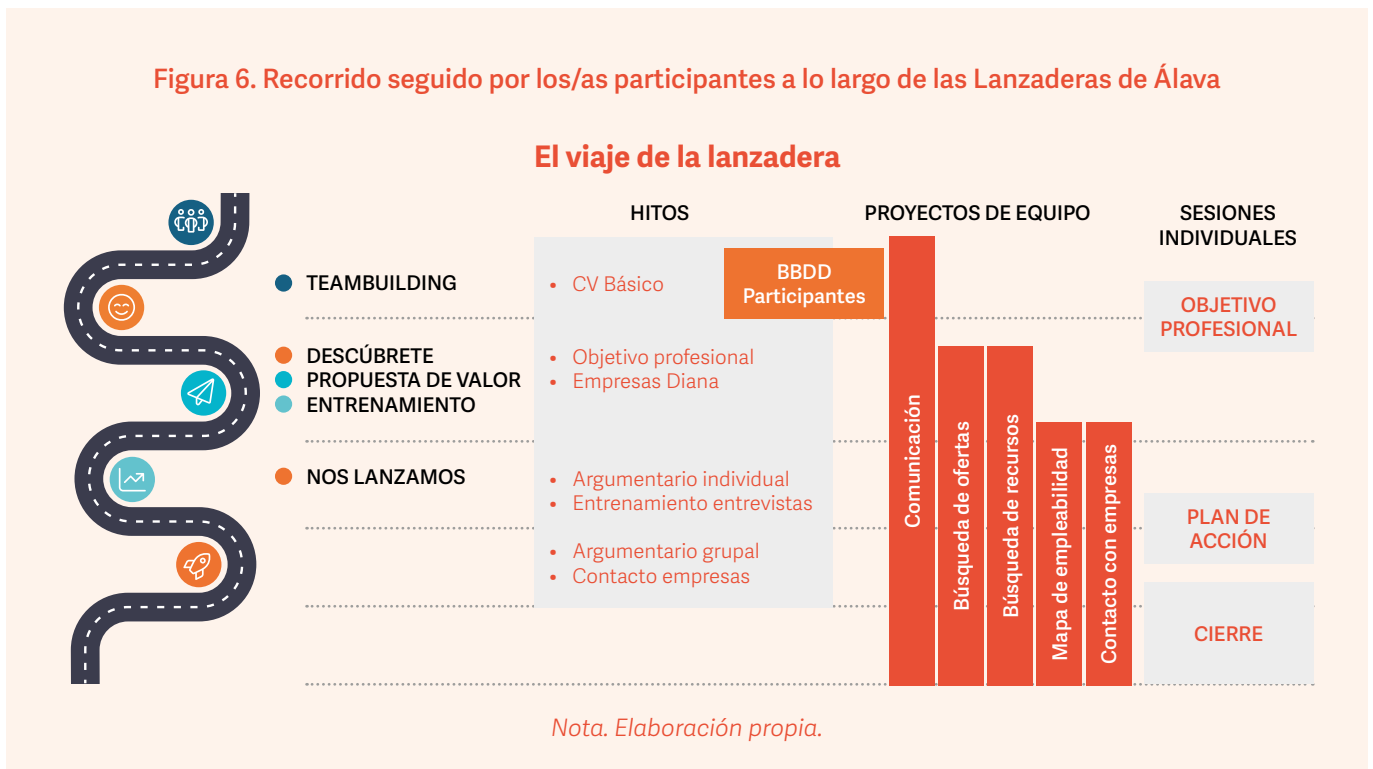 Figura 6. Recorrido seguido por los/as participantes a lo largo de las Lanzaderas de Álava
El viaje de la lanzadera
HITOS
PROYECTOS DE EQUIPO
SESIONES
INDIVIDUALES
TEAMBUILDING
• CV Básico
BBDD
Participantes
OBJETIVO
PROFESIONAL
DESCÚBRETE
PROPUESTA DE VALOR
ENTRENAMIENTO
• Objetivo profesional
• Empresas Diana
NOS LANZAMOS
• Argumentario individual
• Entrenamiento entrevistas
• Argumentario grupal
• Contacto empresas
Comunicación
Búsqueda de ofertas
Búsqueda de recursos
Mapa de empleabilidad
Contacto con empresas
PLAN DE
ACCIÓN
CIERRE
Nota. Elaboración propia.